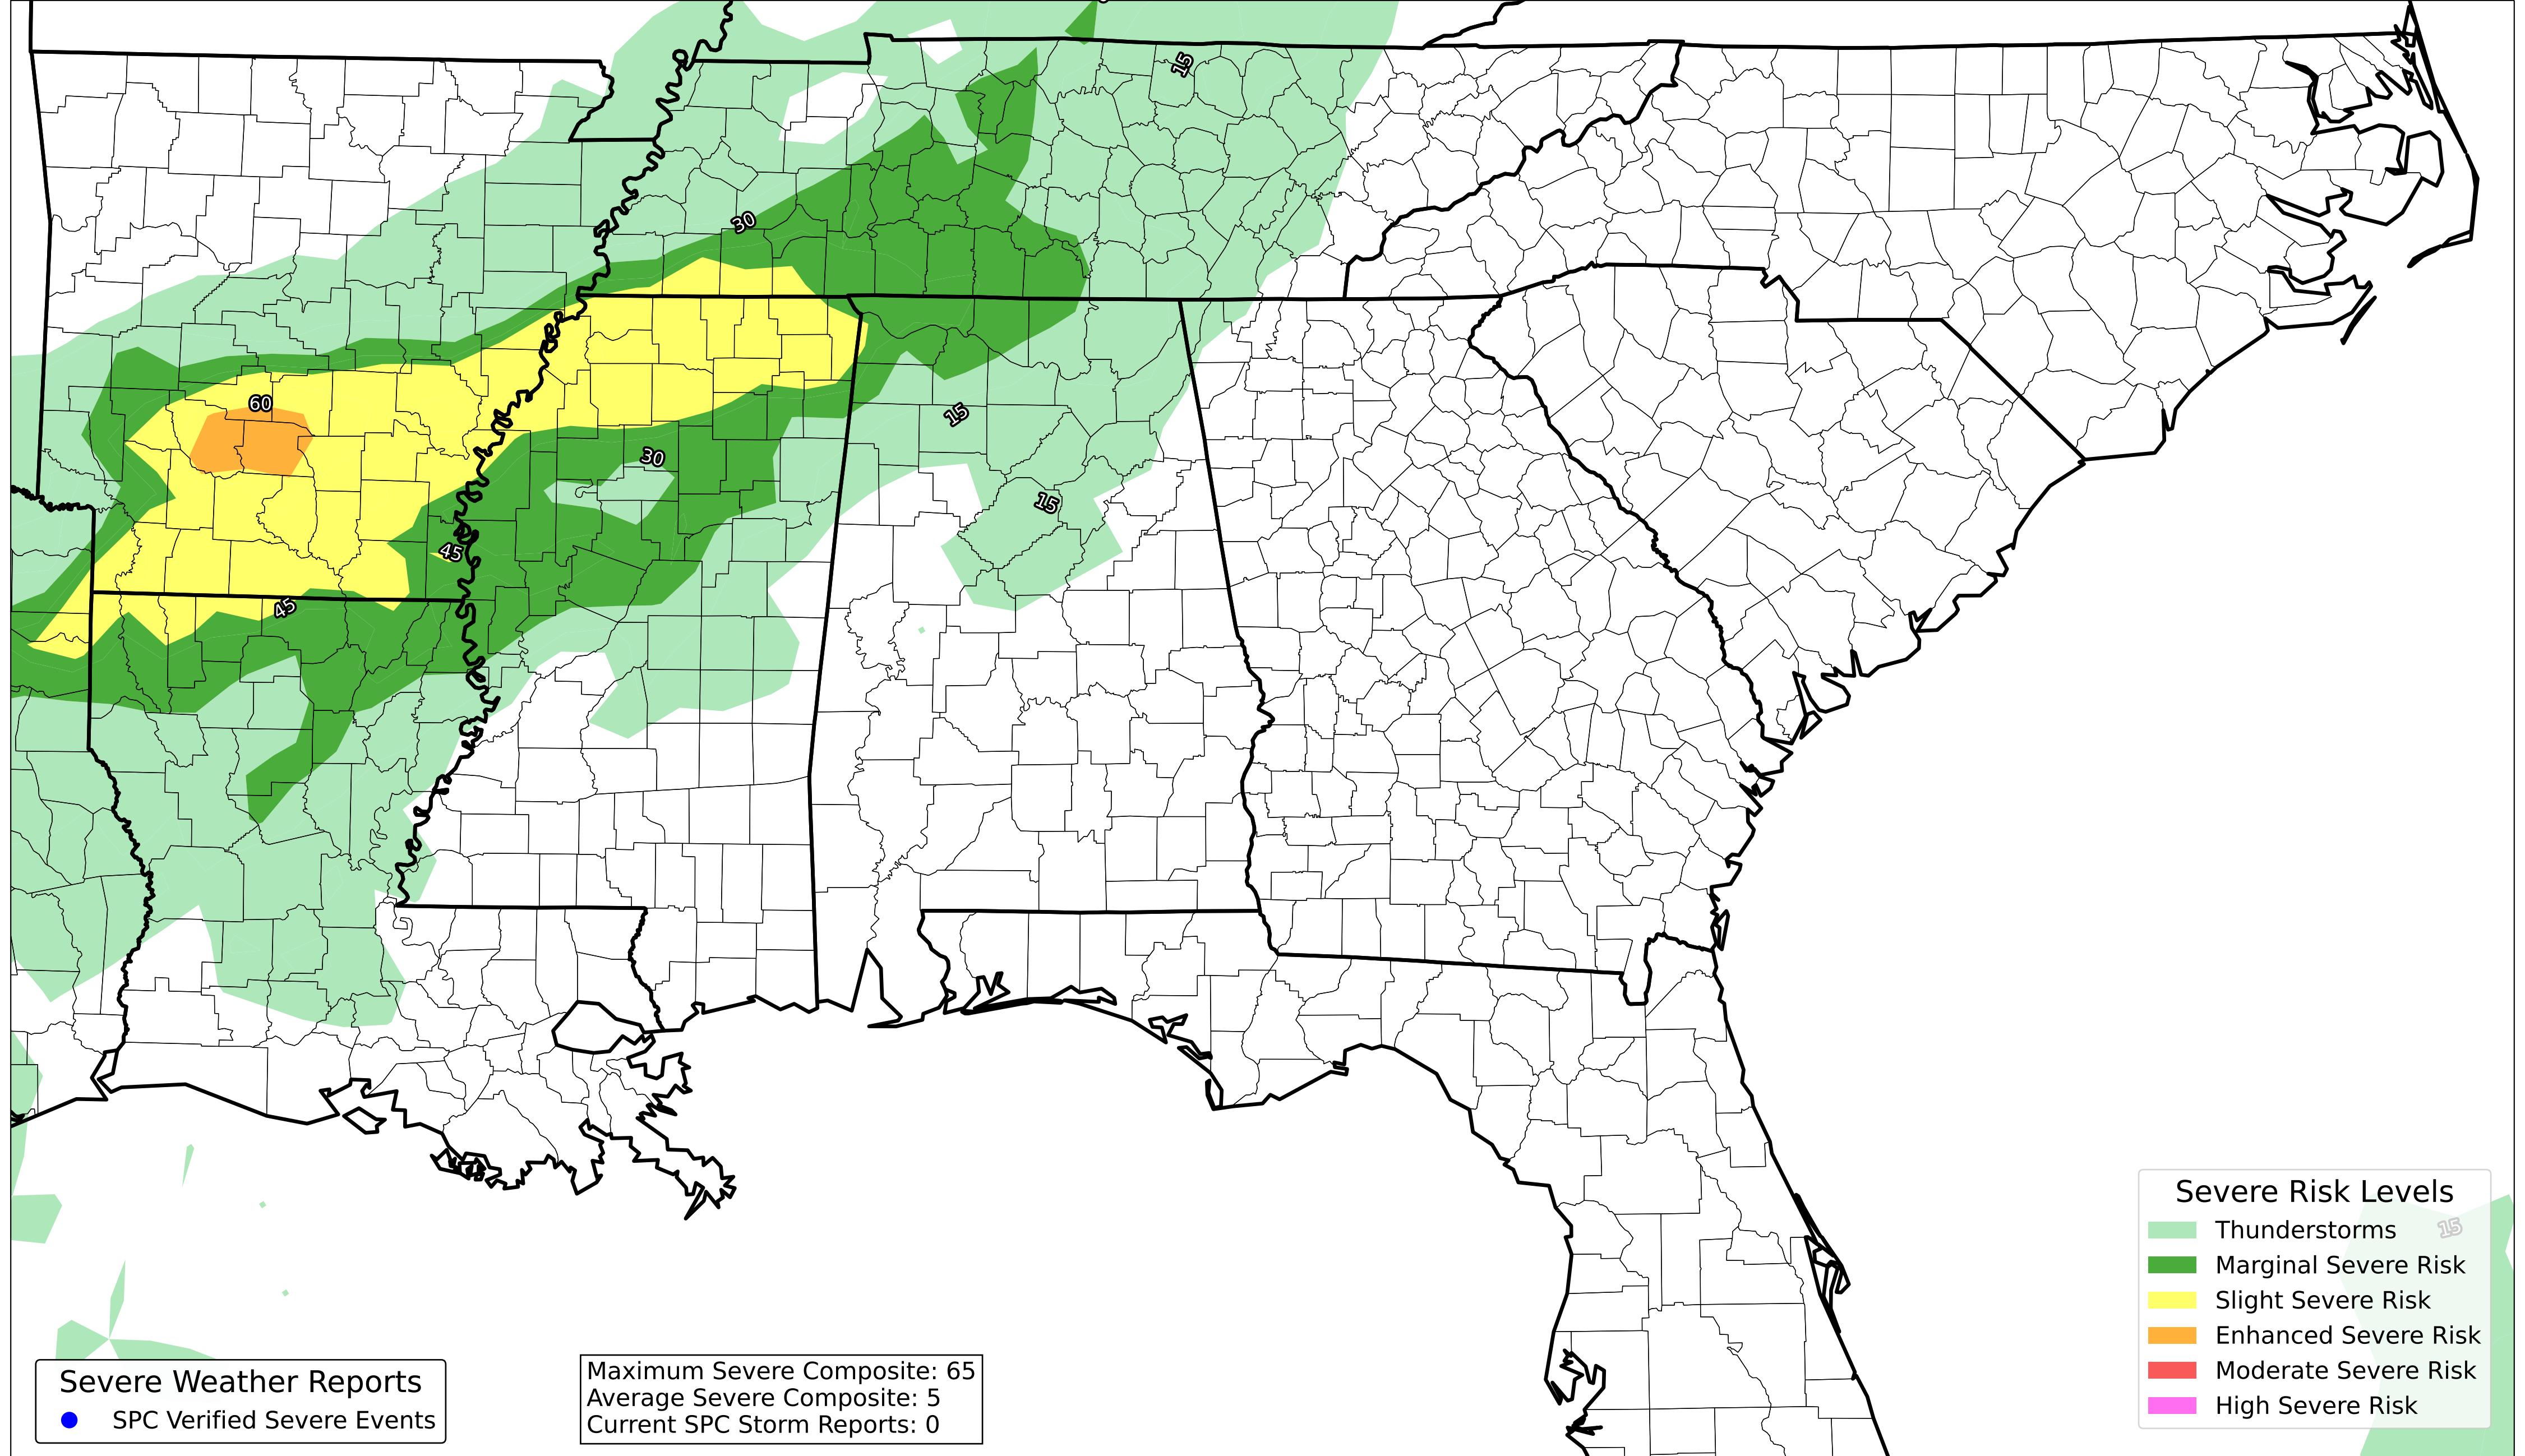 15
30
60
15
30
15
45
45
Severe Risk Levels
Thunderstorms
15
Marginal Severe Risk
Slight Severe Risk
Enhanced Severe Risk
Moderate Severe Risk
High Severe Risk
Severe Weather Reports
SPC Verified Severe Events
Maximum Severe Composite: 65
Average Severe Composite: 5
Current SPC Storm Reports: 0